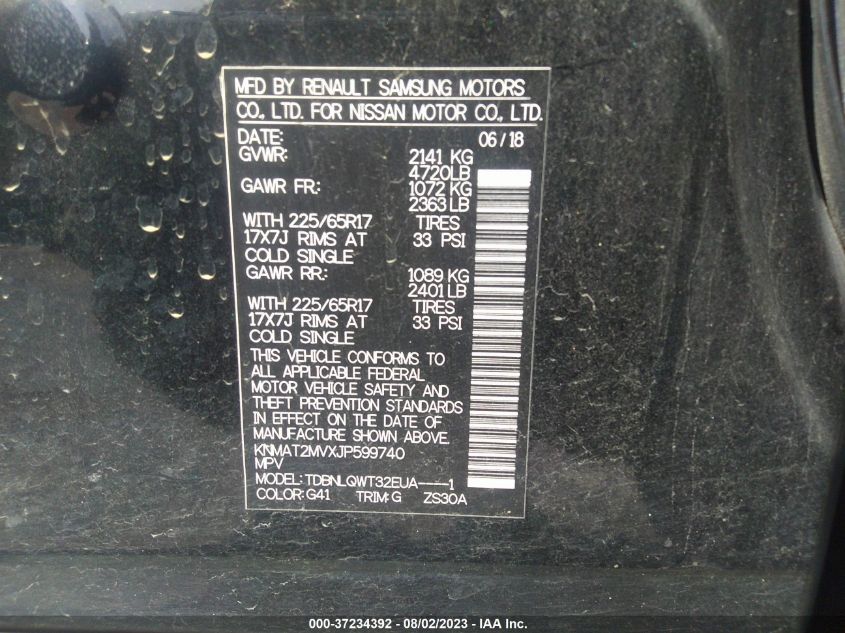 MFD BY RENAULT SAMSUNG MOTORS
CO., LTD. FOR NISSAN MOTOR CO., LTD.
DATE: 06/18
GVWR: 2141 KG
4720LB
GAWR FR.: 1072 KG
2363LB
WITH 225/65R17 TIRES
17X7J RIMS AT 33 PSI
COLD SINGLE
GAWR RR.: 1089 KG
2401LB
WITH 225/65R17 TIRES
17X7J RIMS AT 33 PSI
COLD SINGLE
THIS VEHICLE CONFORMS TO
ALL APPLICABLE FEDERAL
MOTOR VEHICLE SAFETY AND
THEFT PREVENTION STANDARDS
IN EFFECT ON THE DATE OF
MANUFACTURE SHOWN ABOVE.
KNMAT2MVXJP599740
MPV
MODEL: TDBNLQWT32EUA----1
COLOR:G41 TRIM:G ZS30A
000-37234392 - 08/02/2023 - IAA Inc.